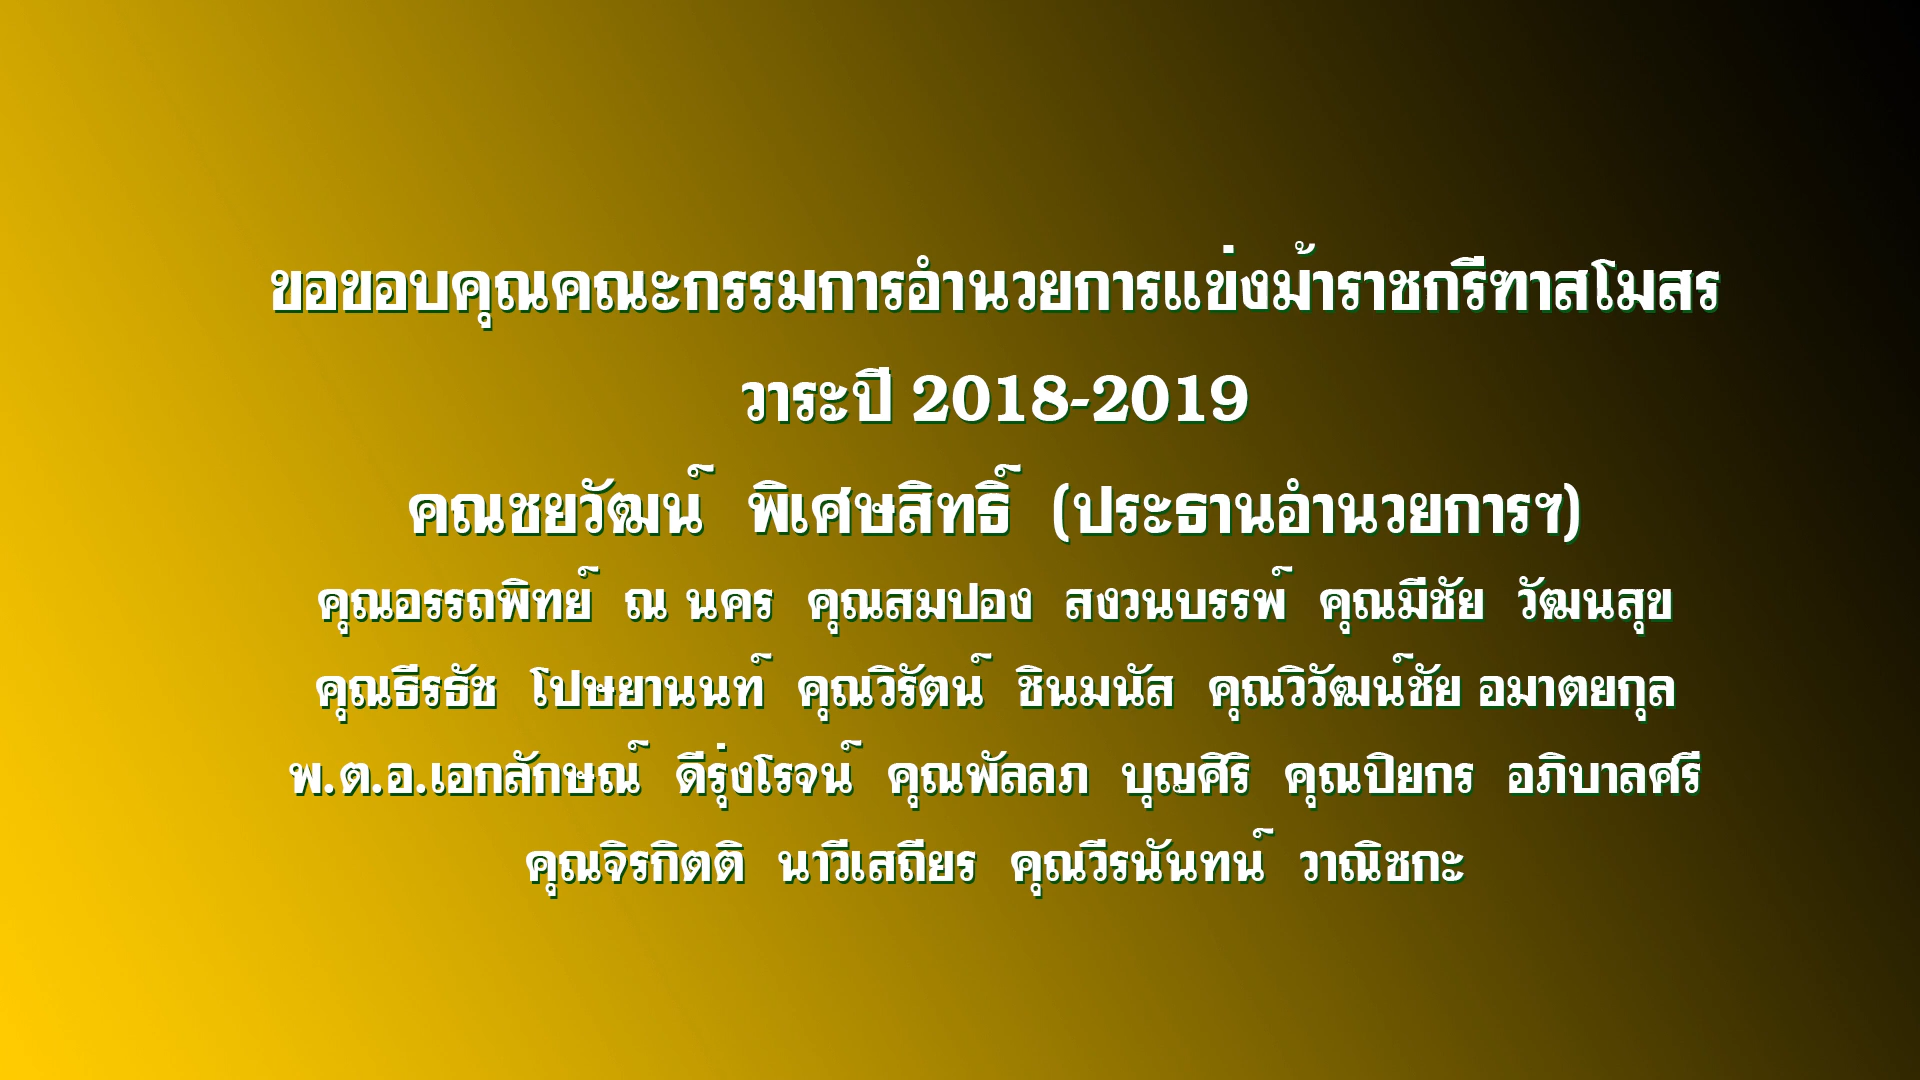 ขอขอบคุณคณะกรรมการอำนวยการแข่งม้าราชกรีฑาสโมสร
วาระปี 2018-2019
คณชยวัฒน์ พิเศษสิทธิ์ (ประธานอำนวยการฯ)
คุณอรรถพิทย์ ณ นคร คุณสมปอง สงวนบรรพ์ คุณมีชัย วัฒนสุข
คุณธีรธัช โปษยานนท์ คุณวิรัตน์ ชินมนัส คุณวิวัฒน์ชัย อมาตยกุล
พ.ต.อ.เอกลักษณ์ ดีรุ่งโรจน์ คุณพัลลภ บุญศิริ คุณปิยกร อภิบาลศรี
คุณจิรกิตติ นาวีเสถียร คุณวีรนันทน์ วาณิชกะ